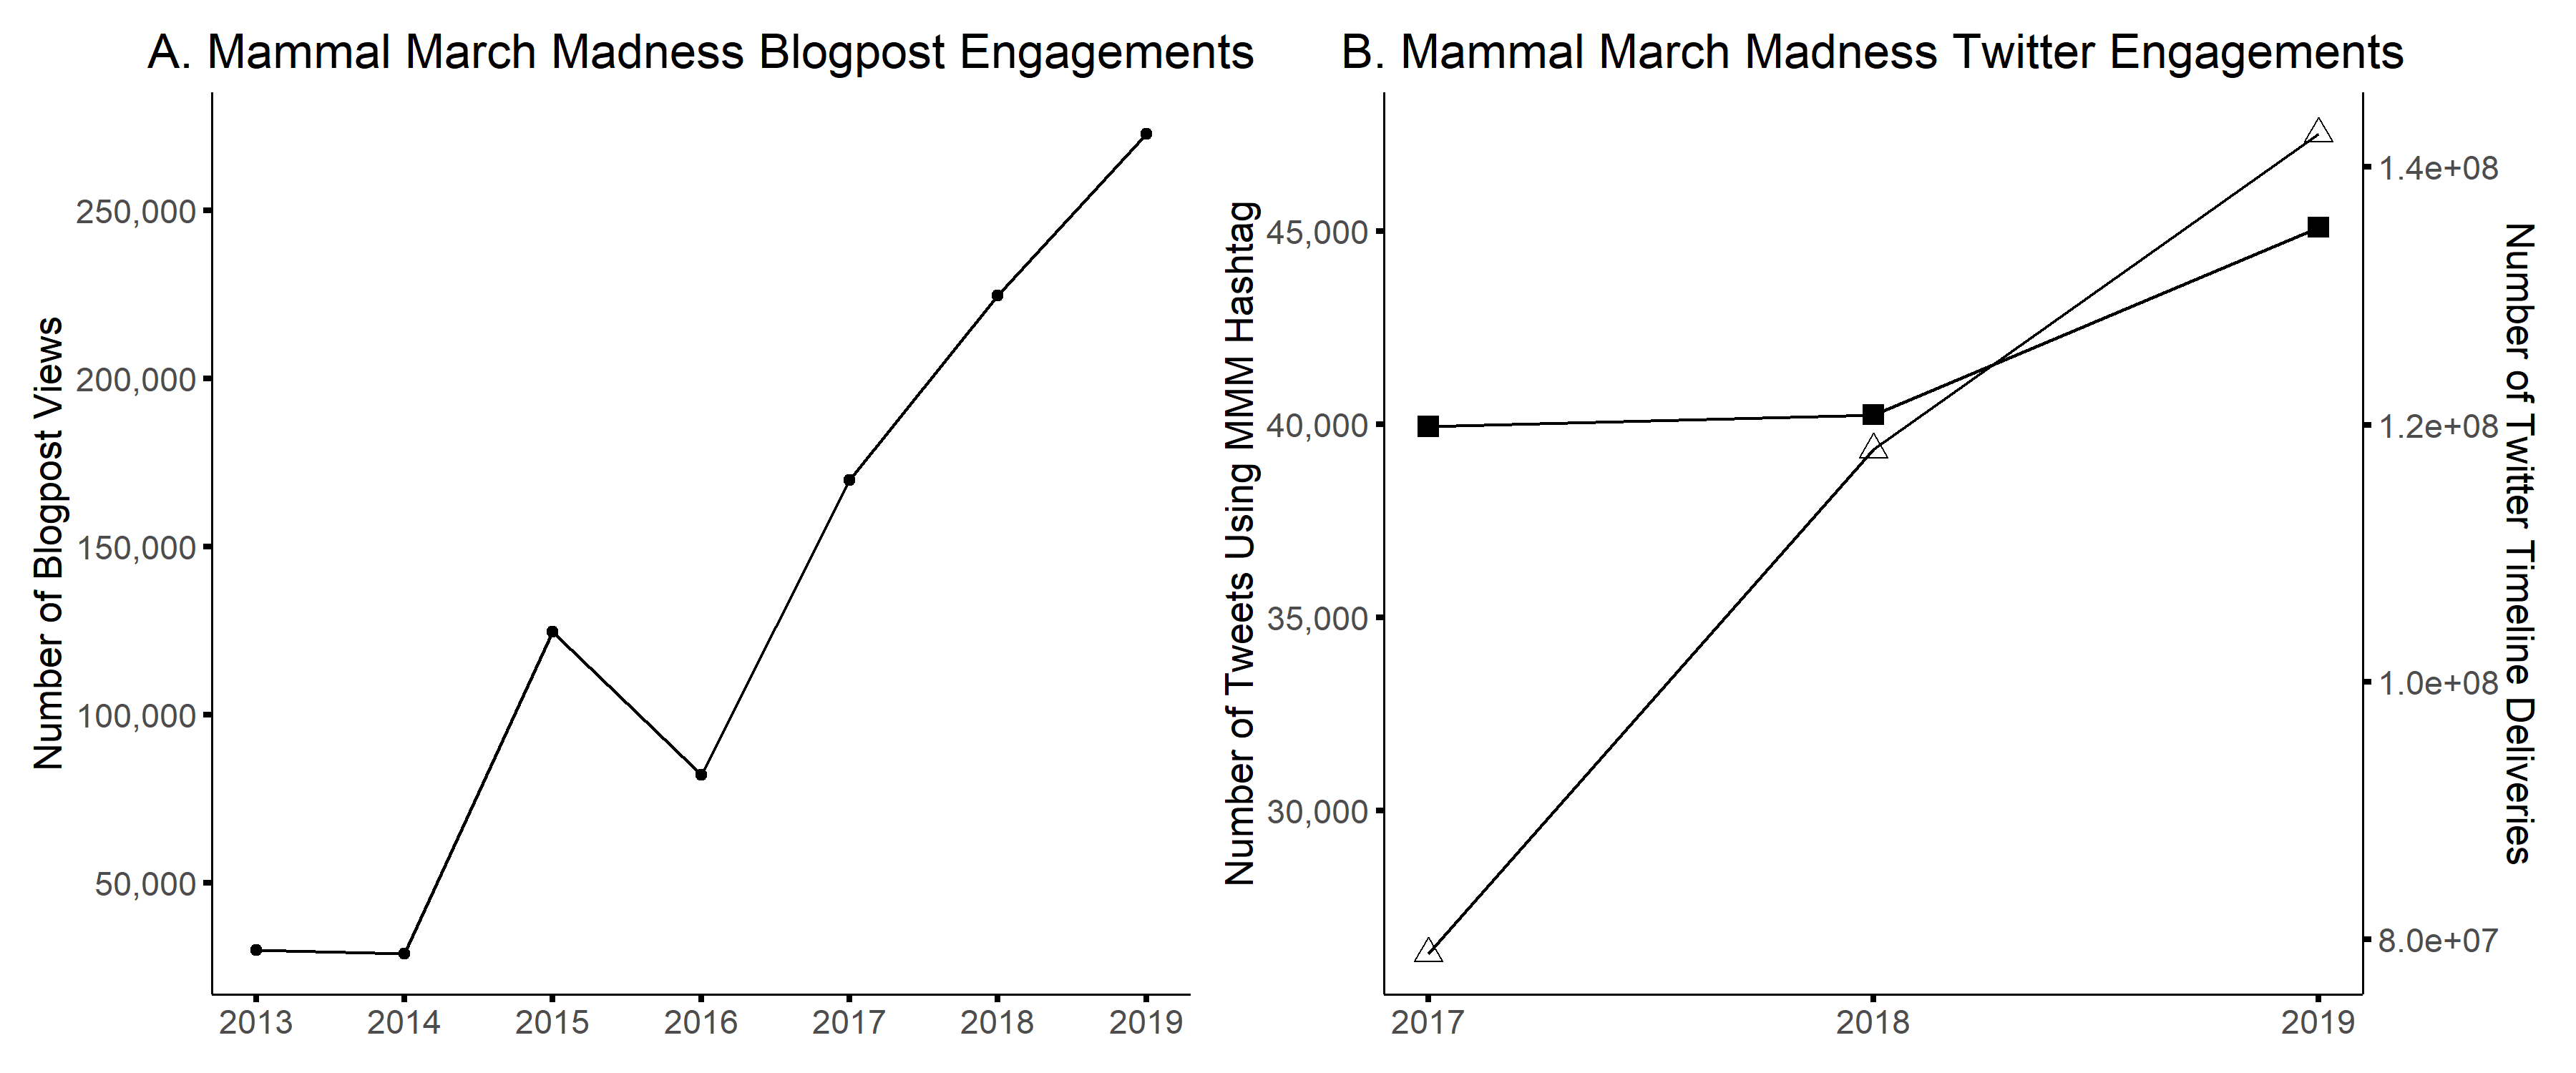 A. Mammal March Madness Blogpost Engagements
Number of Blogpost Views
250,000
200,000
150,000
100,000
50,000
2013 2014 2015 2016 2017 2018 2019
B. Mammal March Madness Twitter Engagements
Number of Tweets Using MMM Hashtag
45,000
40,000
35,000
30,000
2017 2018 2019
1.4e+08
1.2e+08
1.0e+08
8.0e+07
Number of Twitter Timeline Deliveries